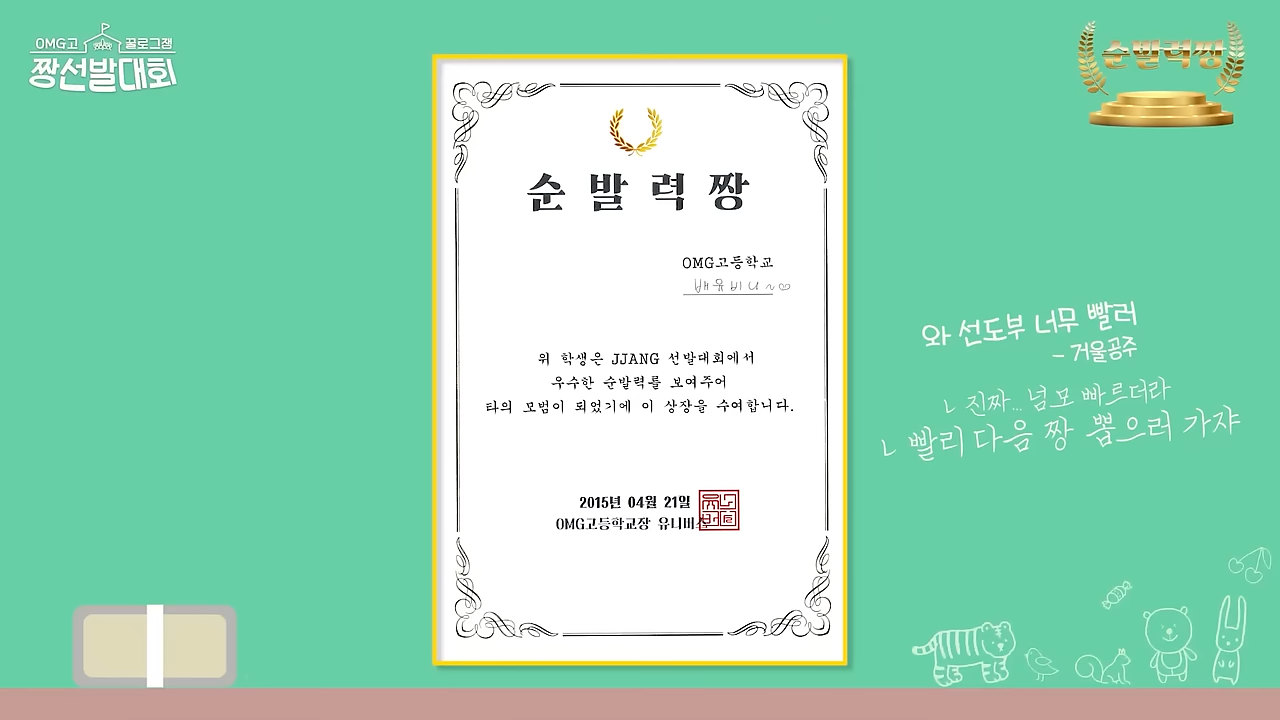 OMG고 꿀로그잼
짱선발대회
순발력짱
순발력짱
OMG고등학교
배유비니~♡
위 학생은 JJANG 선발대회에서
우수한 순발력를 보여주어
타의 모범이 되었기에 이 상장을 수여합니다.
2015년 04월 21일
OMG고등학교장 유니버스
와 선도부 너무 빨러
- 거울공주
ㄴ 진짜... 넘모 빠르더라
ㄴ 빨리 다음 짱 뽑으러 가쟈